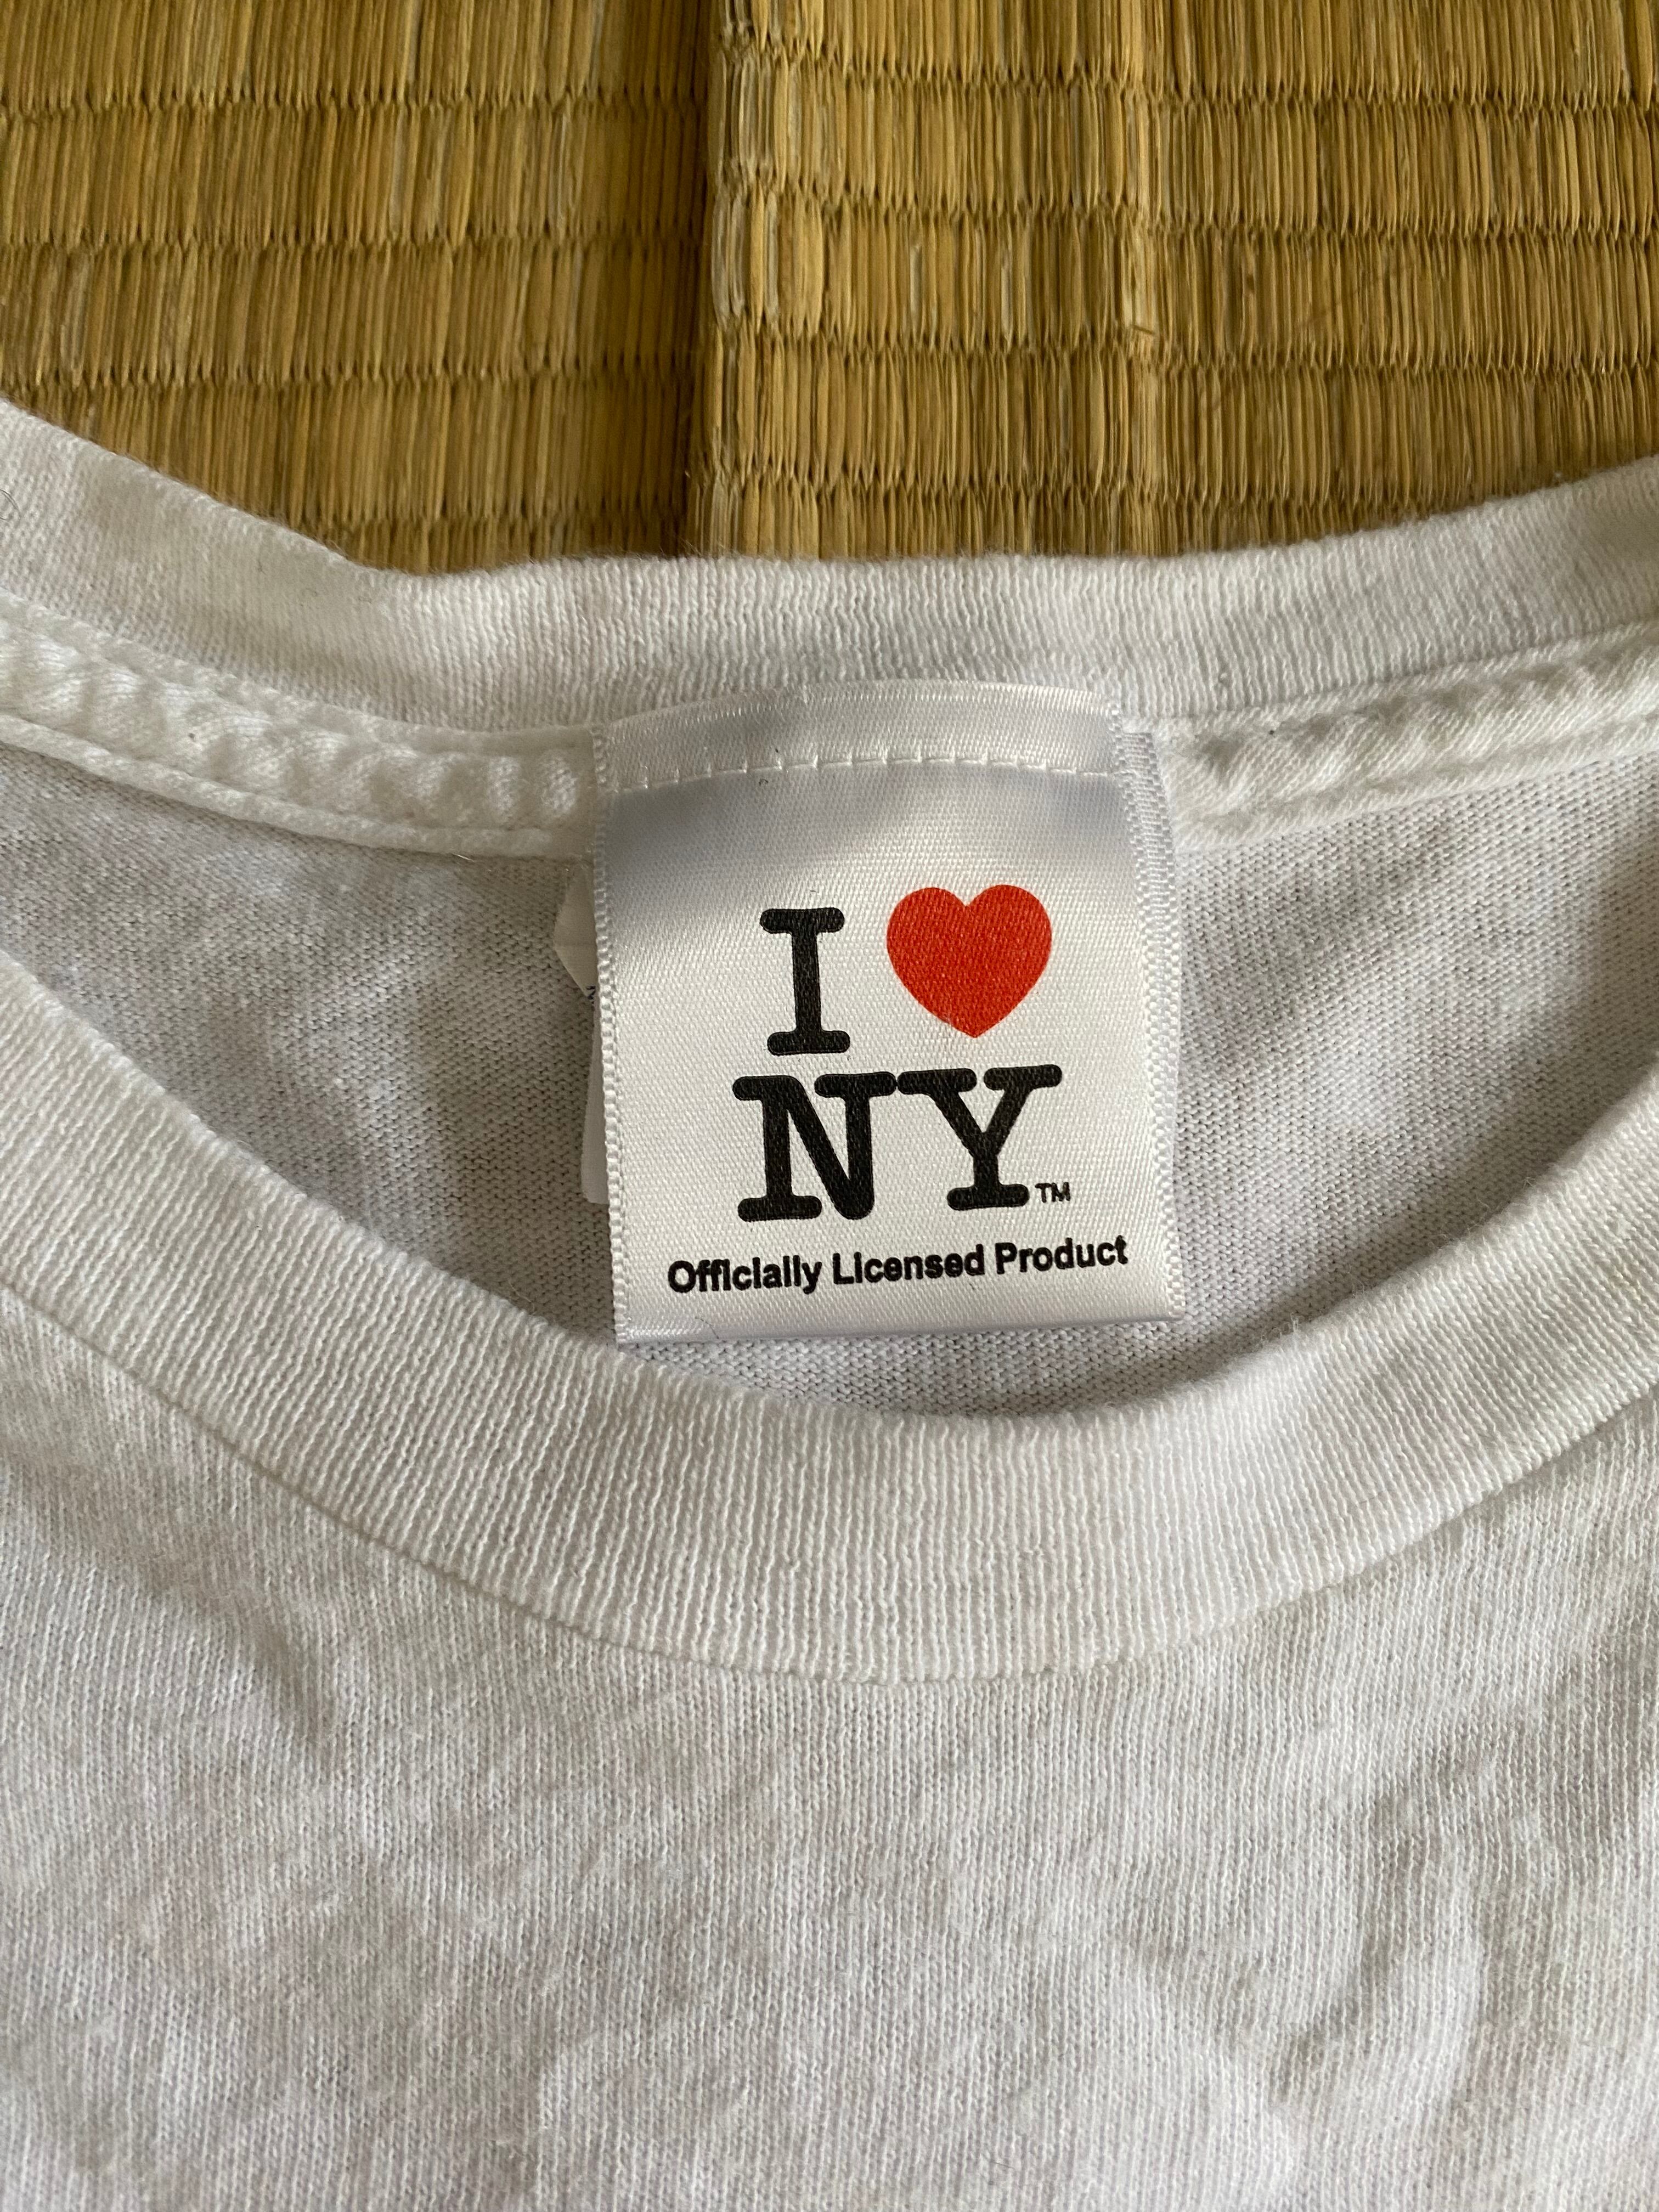 I ♥
NY™
Officially Licensed Product